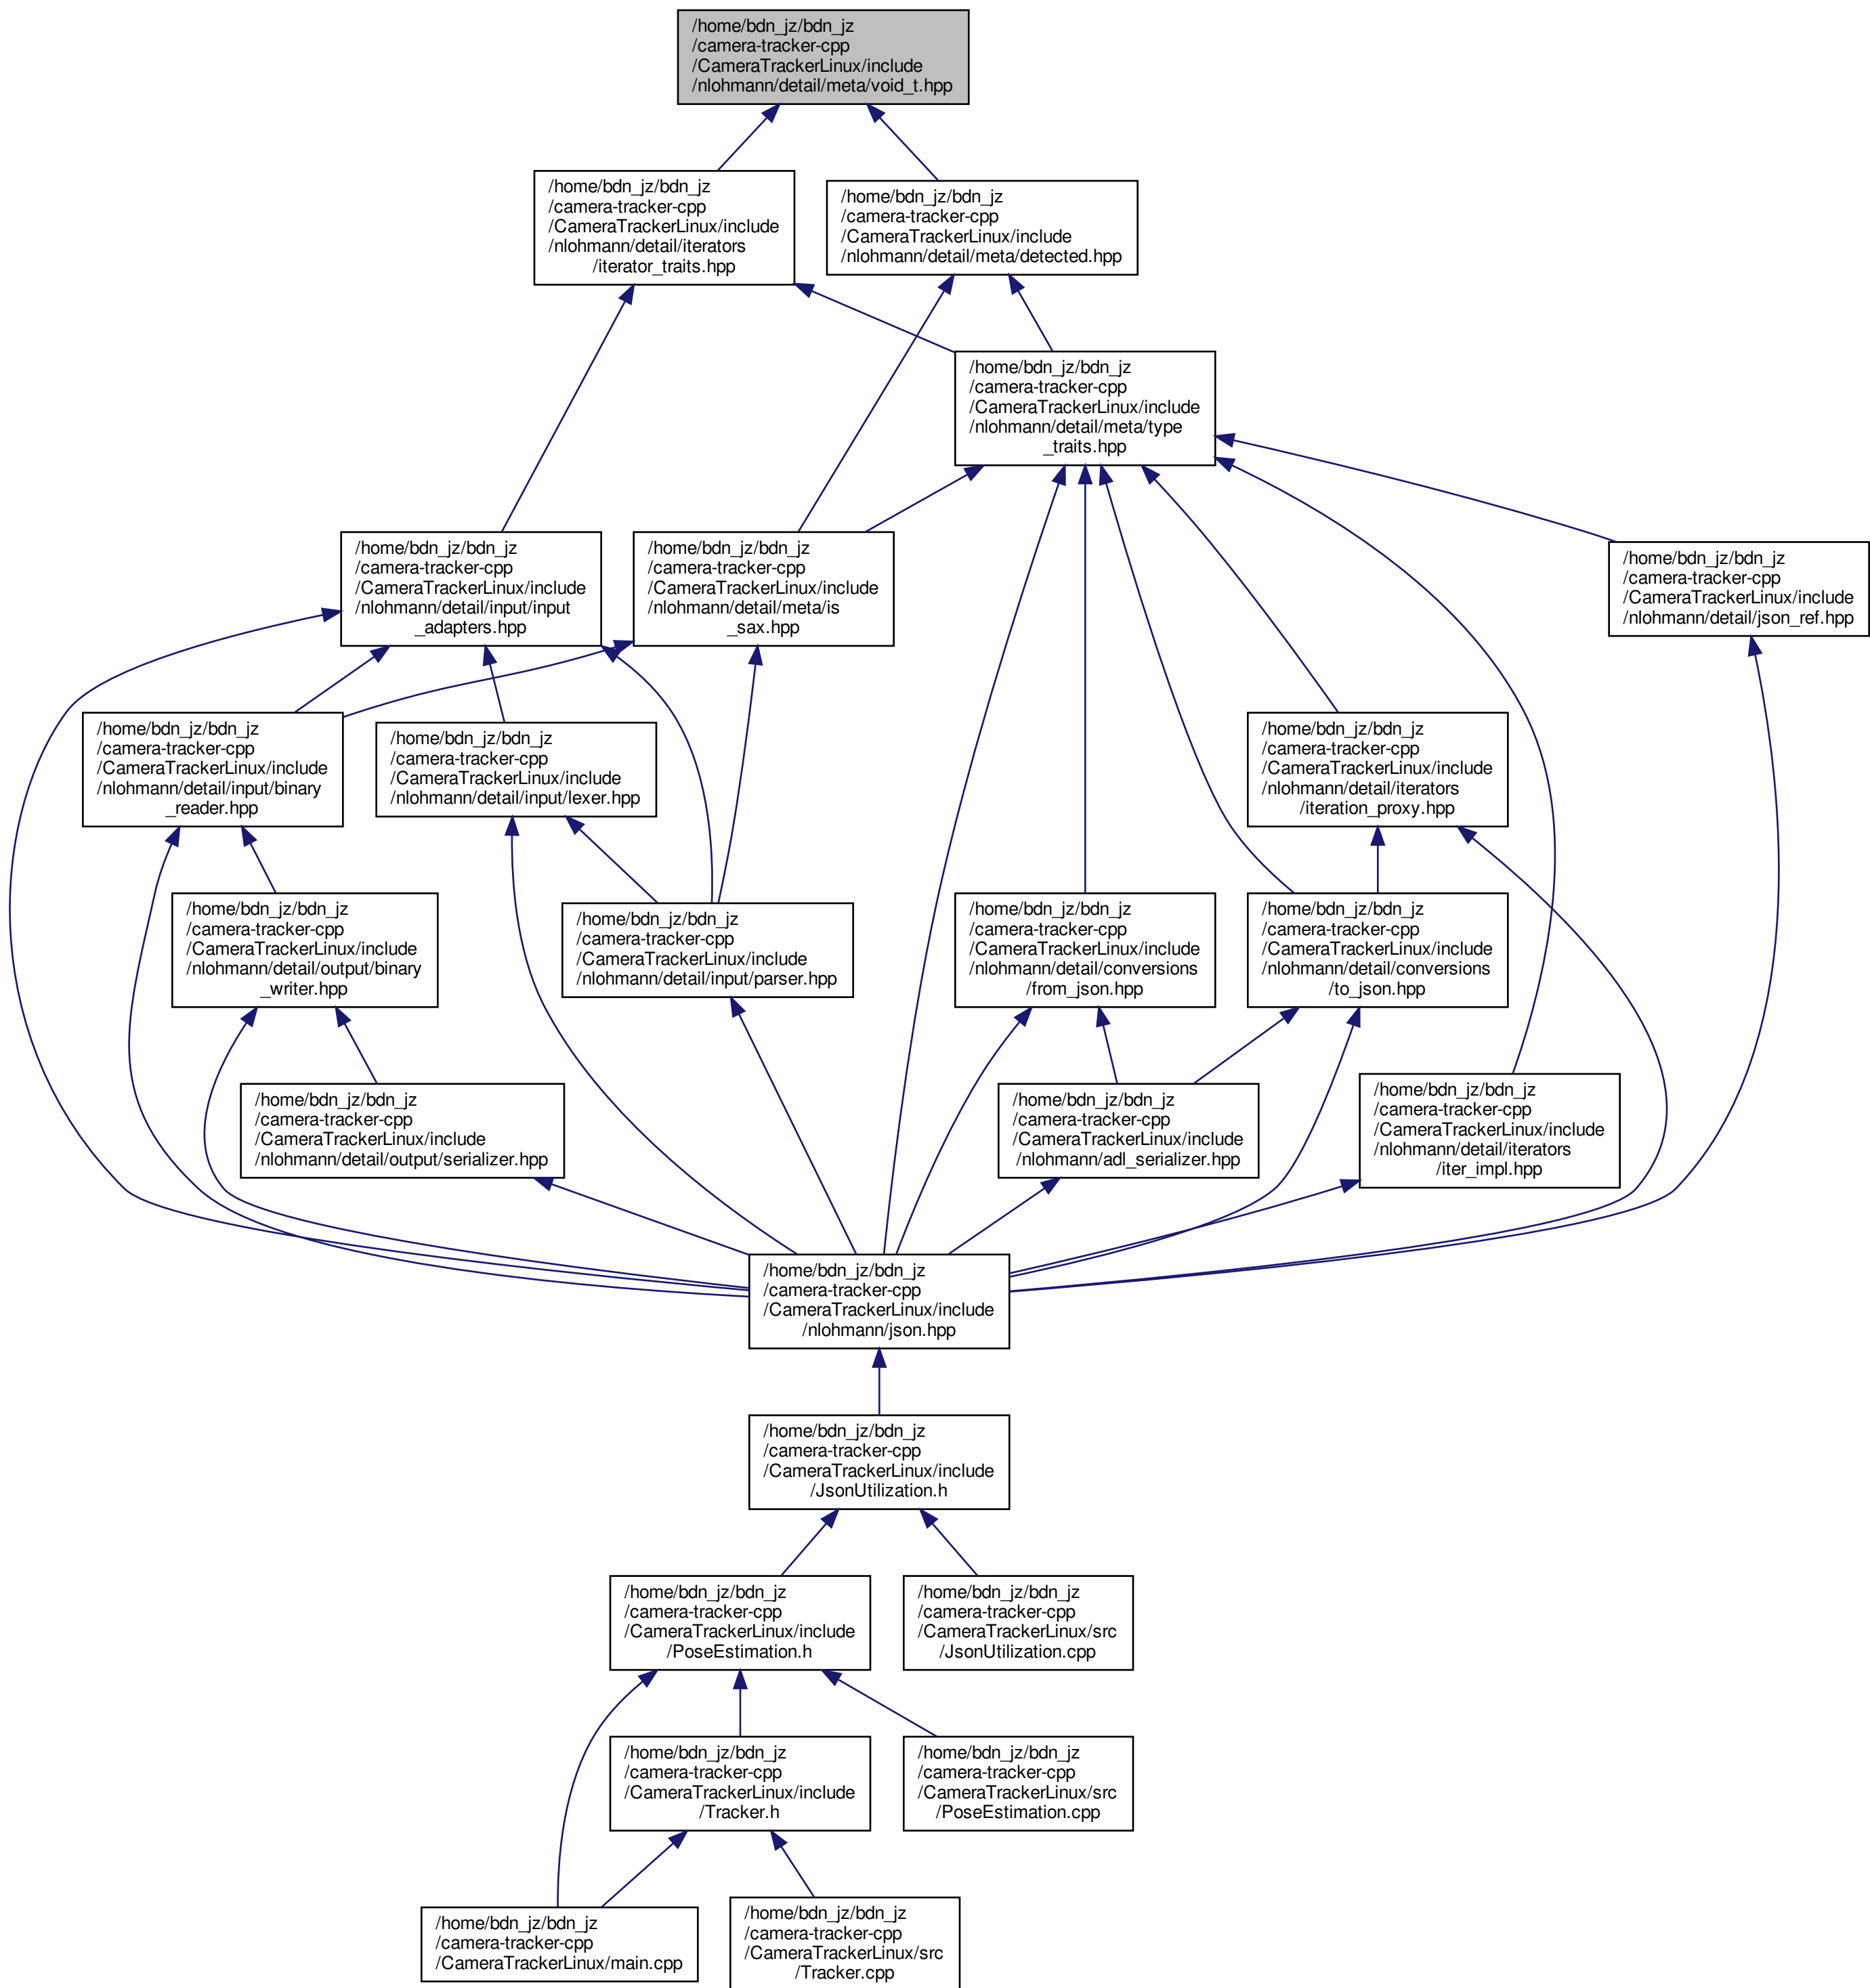 /home/bdn_jz/bdn_jz
/camera-tracker-cpp
/CameraTrackerLinux/include
/nlohmann/detail/meta/void_t.hpp
/home/bdn_jz/bdn_jz
/camera-tracker-cpp
/CameraTrackerLinux/include
/nlohmann/detail/iterators
/iterator_traits.hpp
/home/bdn_jz/bdn_jz
/camera-tracker-cpp
/CameraTrackerLinux/include
/nlohmann/detail/meta/detected.hpp
/home/bdn_jz/bdn_jz
/camera-tracker-cpp
/CameraTrackerLinux/include
/nlohmann/detail/meta/type
_traits.hpp
/home/bdn_jz/bdn_jz
/camera-tracker-cpp
/CameraTrackerLinux/include
/nlohmann/detail/input/input
_adapters.hpp
/home/bdn_jz/bdn_jz
/camera-tracker-cpp
/CameraTrackerLinux/include
/nlohmann/detail/meta/is
_sax.hpp
/home/bdn_jz/bdn_jz
/camera-tracker-cpp
/CameraTrackerLinux/include
/nlohmann/detail/json_ref.hpp
/home/bdn_jz/bdn_jz
/camera-tracker-cpp
/CameraTrackerLinux/include
/nlohmann/detail/input/binary
_reader.hpp
/home/bdn_jz/bdn_jz
/camera-tracker-cpp
/CameraTrackerLinux/include
/nlohmann/detail/input/lexer.hpp
/home/bdn_jz/bdn_jz
/camera-tracker-cpp
/CameraTrackerLinux/include
/nlohmann/detail/iterators
/iteration_proxy.hpp
/home/bdn_jz/bdn_jz
/camera-tracker-cpp
/CameraTrackerLinux/include
/nlohmann/detail/output/binary
_writer.hpp
/home/bdn_jz/bdn_jz
/camera-tracker-cpp
/CameraTrackerLinux/include
/nlohmann/detail/input/parser.hpp
/home/bdn_jz/bdn_jz
/camera-tracker-cpp
/CameraTrackerLinux/include
/nlohmann/detail/conversions
/from_json.hpp
/home/bdn_jz/bdn_jz
/camera-tracker-cpp
/CameraTrackerLinux/include
/nlohmann/detail/conversions
/to_json.hpp
/home/bdn_jz/bdn_jz
/camera-tracker-cpp
/CameraTrackerLinux/include
/nlohmann/detail/output/serializer.hpp
/home/bdn_jz/bdn_jz
/camera-tracker-cpp
/CameraTrackerLinux/include
/nlohmann/adl_serializer.hpp
/home/bdn_jz/bdn_jz
/camera-tracker-cpp
/CameraTrackerLinux/include
/nlohmann/detail/iterators
/iter_impl.hpp
/home/bdn_jz/bdn_jz
/camera-tracker-cpp
/CameraTrackerLinux/include
/nlohmann/json.hpp
/home/bdn_jz/bdn_jz
/camera-tracker-cpp
/CameraTrackerLinux/include
/JsonUtilization.h
/home/bdn_jz/bdn_jz
/camera-tracker-cpp
/CameraTrackerLinux/include
/PoseEstimation.h
/home/bdn_jz/bdn_jz
/camera-tracker-cpp
/CameraTrackerLinux/src
/JsonUtilization.cpp
/home/bdn_jz/bdn_jz
/camera-tracker-cpp
/CameraTrackerLinux/include
/Tracker.h
/home/bdn_jz/bdn_jz
/camera-tracker-cpp
/CameraTrackerLinux/src
/PoseEstimation.cpp
/home/bdn_jz/bdn_jz
/camera-tracker-cpp
/CameraTrackerLinux/main.cpp
/home/bdn_jz/bdn_jz
/camera-tracker-cpp
/CameraTrackerLinux/src
/Tracker.cpp